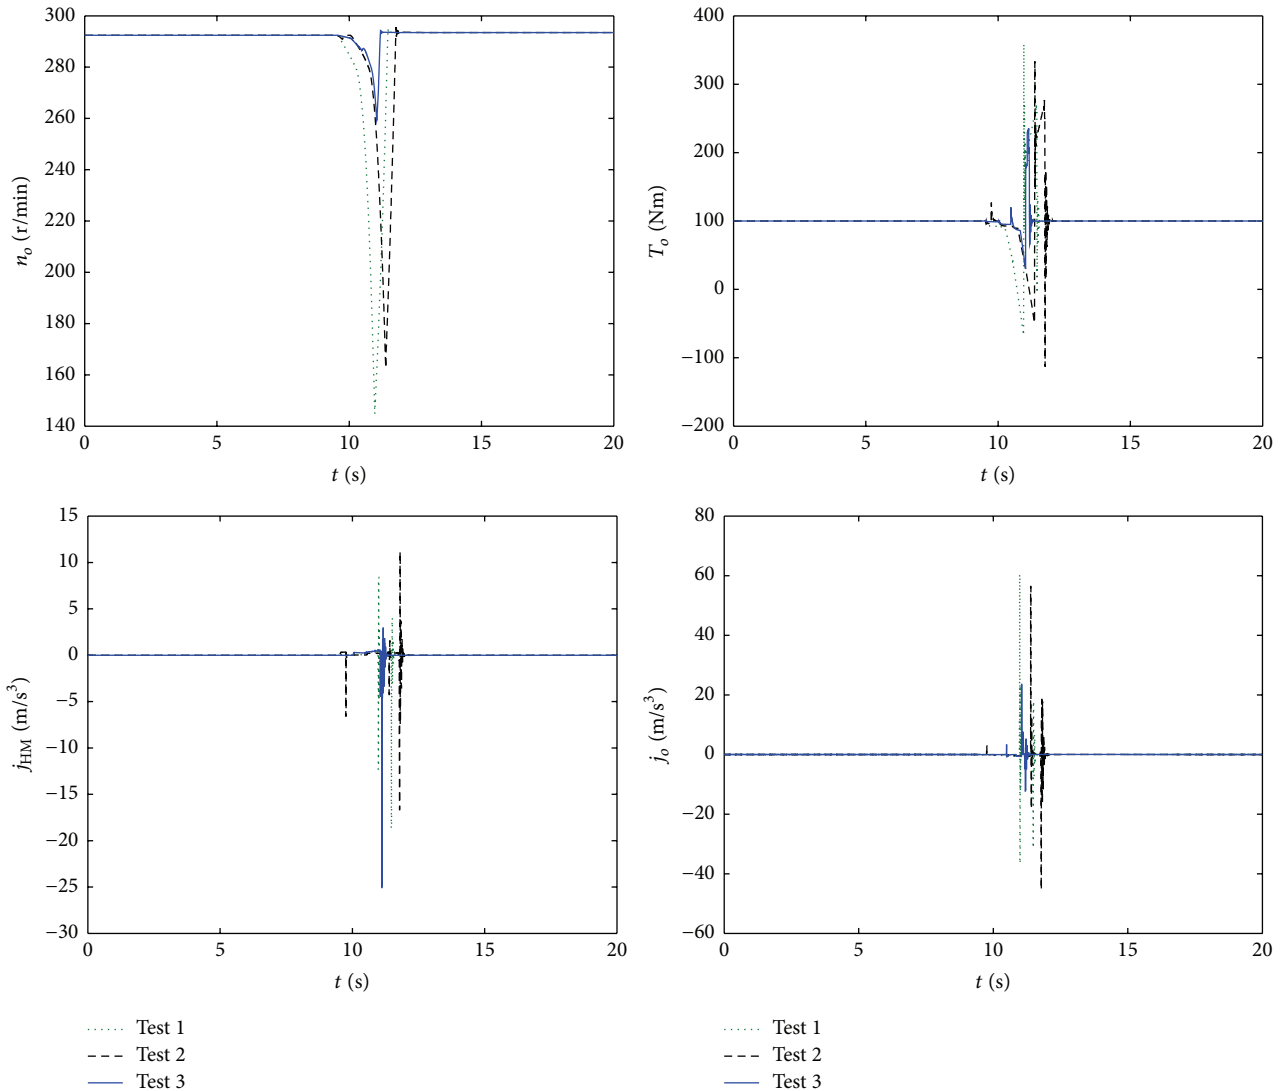 300
280
260
240
220
200
180
160
140
n_o (r/min)
0 5 10 15 20
t (s)
400
300
200
100
0
−100
−200
T_o (Nm)
0 5 10 15 20
t (s)
15
10
5
0
−5
−10
−15
−20
−25
−30
j_HM (m/s³)
0 5 10 15 20
t (s)
80
60
40
20
0
−20
−40
−60
j_o (m/s³)
0 5 10 15 20
t (s)
Test 1
Test 2
Test 3
Test 1
Test 2
Test 3